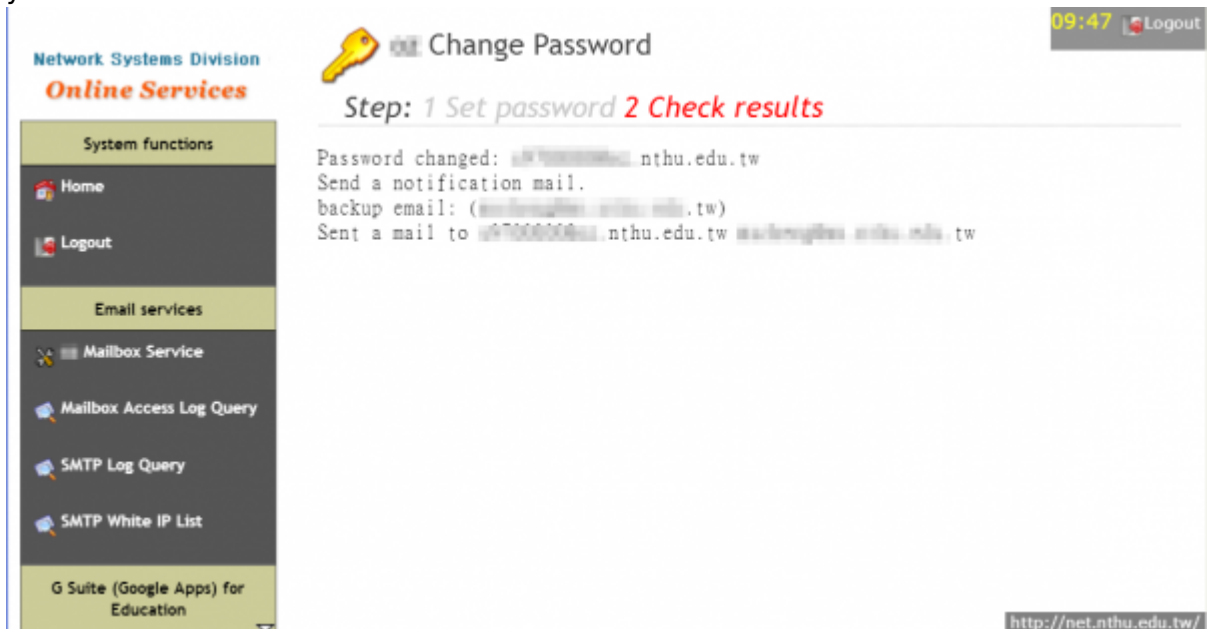 09:47 Logout
Network Systems Division
Online Services
Change Password
Step: 1 Set password 2 Check results
System functions
Home
Logout
Email services
Mailbox Service
Mailbox Access Log Query
SMTP Log Query
SMTP White IP List
G Suite (Google Apps) for
Education
Password changed: nthu.edu.tw
Send a notification mail.
backup email: ( .tw)
Sent a mail to nthu.edu.tw .tw
http://net.nthu.edu.tw/